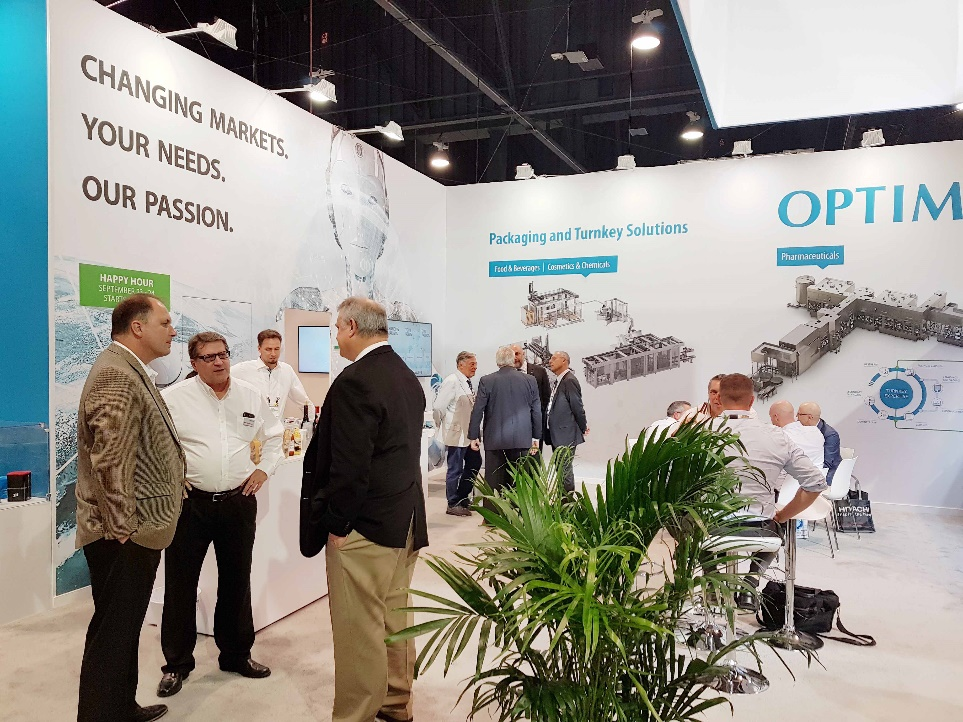 CHANGING MARKETS.
YOUR NEEDS.
OUR PASSION.
HAPPY HOUR
Packaging and Turnkey Solutions
Food & Beverages | Cosmetics & Chemicals
OPTIM
Pharmaceuticals
HITACHI